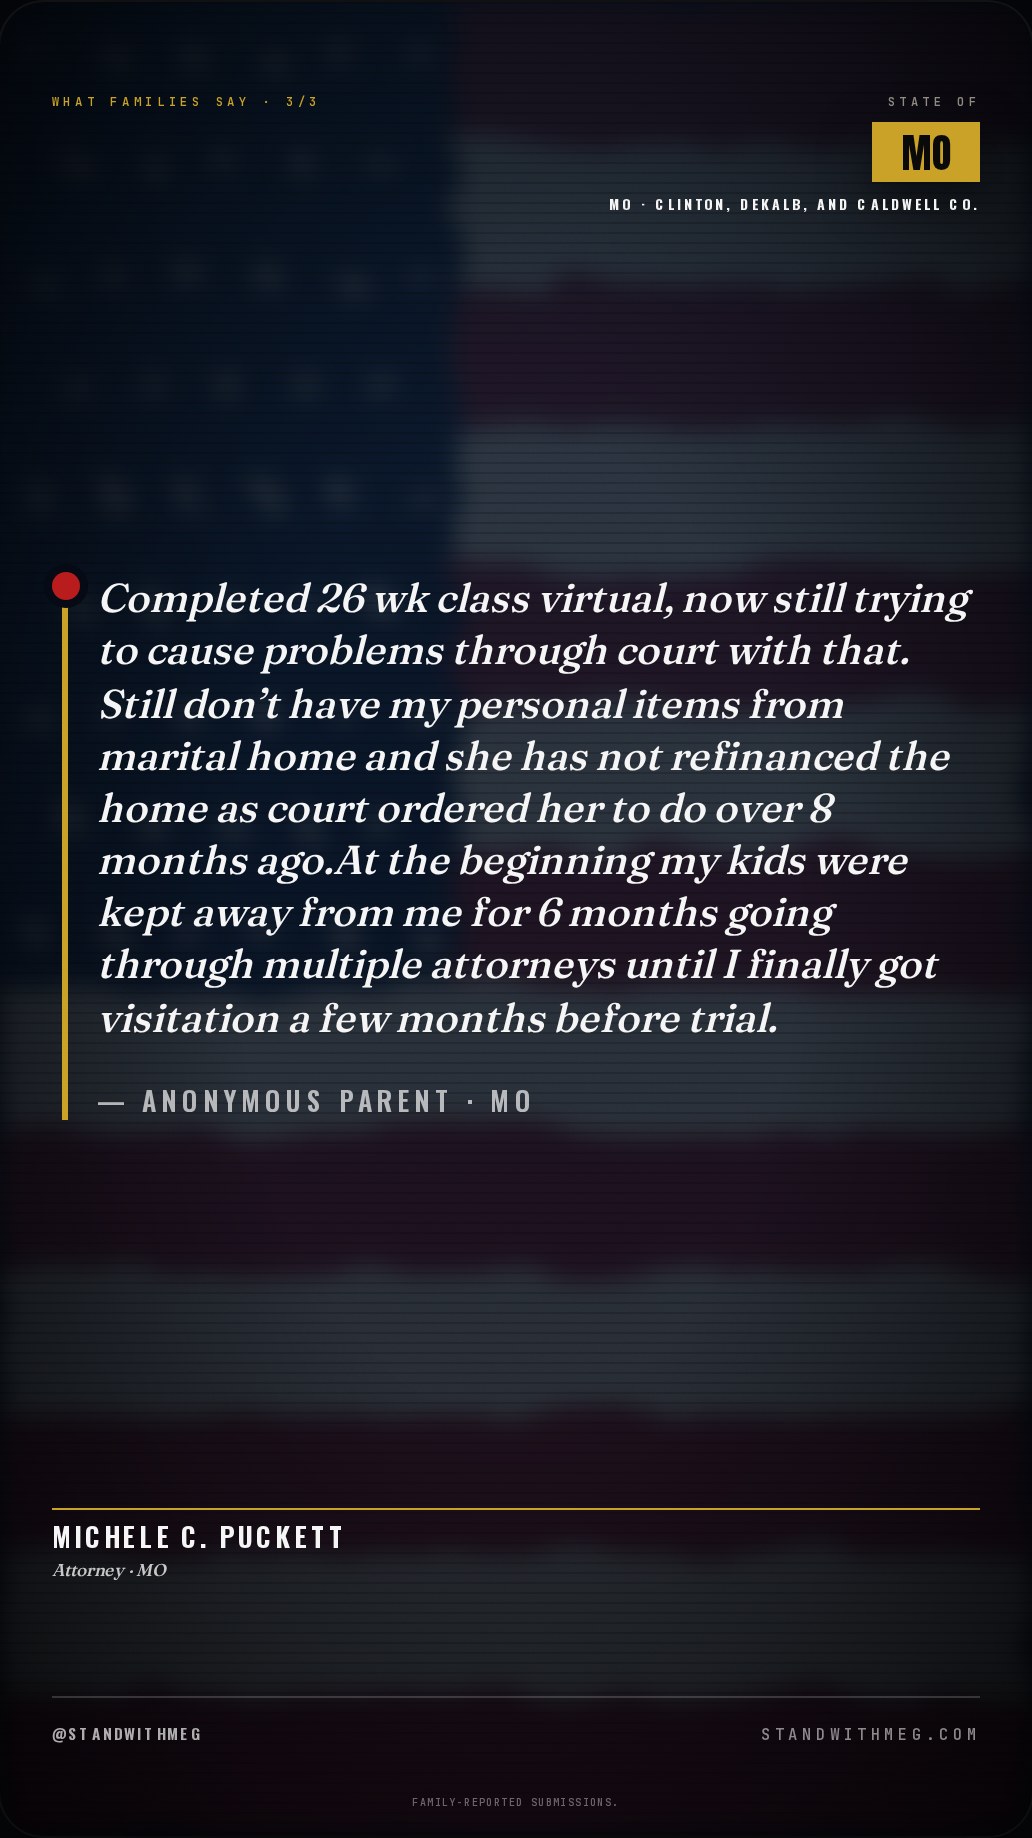 WHAT FAMILIES SAY · 3/3
STATE OF
MO
MO · CLINTON, DEKALB, AND CALDWELL CO.
Completed 26 wk class virtual, now still trying
to cause problems through court with that.
Still don’t have my personal items from
marital home and she has not refinanced the
home as court ordered her to do over 8
months ago.At the beginning my kids were
kept away from me for 6 months going
through multiple attorneys until I finally got
visitation a few months before trial.
— ANONYMOUS PARENT · MO
MICHELE C. PUCKETT
Attorney · MO
@STANDWITHMEG
STANDWITHMEG.COM
FAMILY-REPORTED SUBMISSIONS.